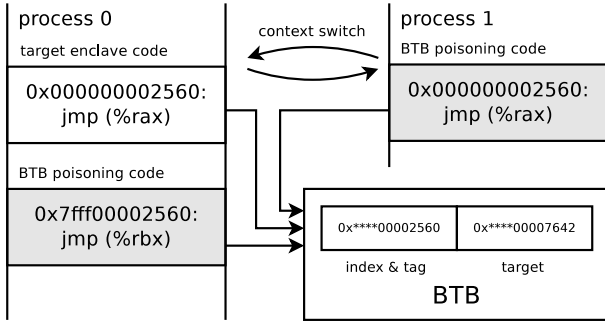 process 0
target enclave code
0x000000002560:
jmp (%rax)
BTB poisoning code
0x7fff00002560:
jmp (%rbx)
context switch
process 1
BTB poisoning code
0x000000002560:
jmp (%rax)
0x****00002560
0x****00007642
index & tag
target
BTB